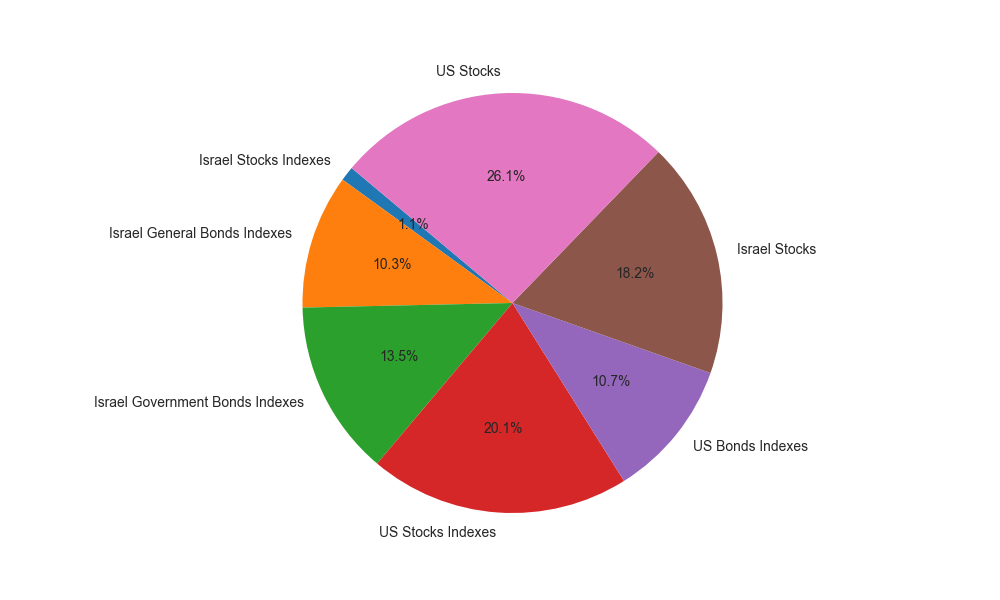 US Stocks
Israel Stocks Indexes
26.1%
1.1%
Israel General Bonds Indexes
Israel Stocks
10.3%
18.2%
13.5%
10.7%
Israel Government Bonds Indexes
20.1%
US Bonds Indexes
US Stocks Indexes